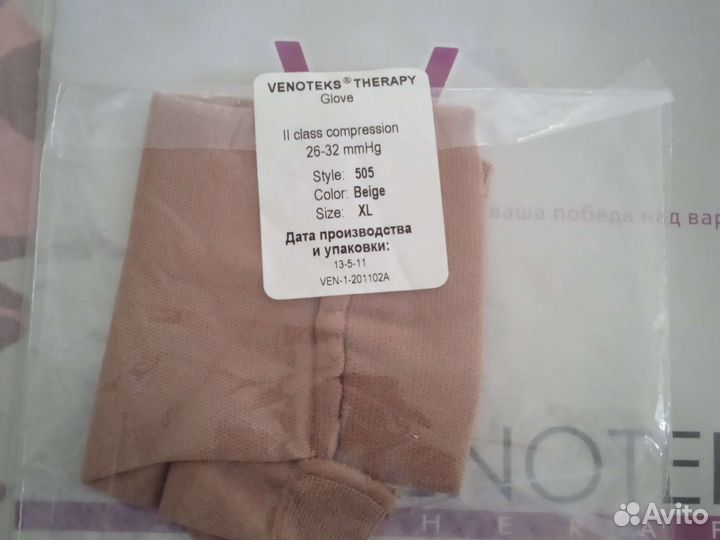 VENOTEKS® THERAPY
Glove
II class compression
26-32 mmHg
Style: 505
Color: Beige
Size: XL
Дата производства
и упаковки:
13-5-11
VEN-1-201102A
ваша победа над вар
NOTE
HERAP
Avito